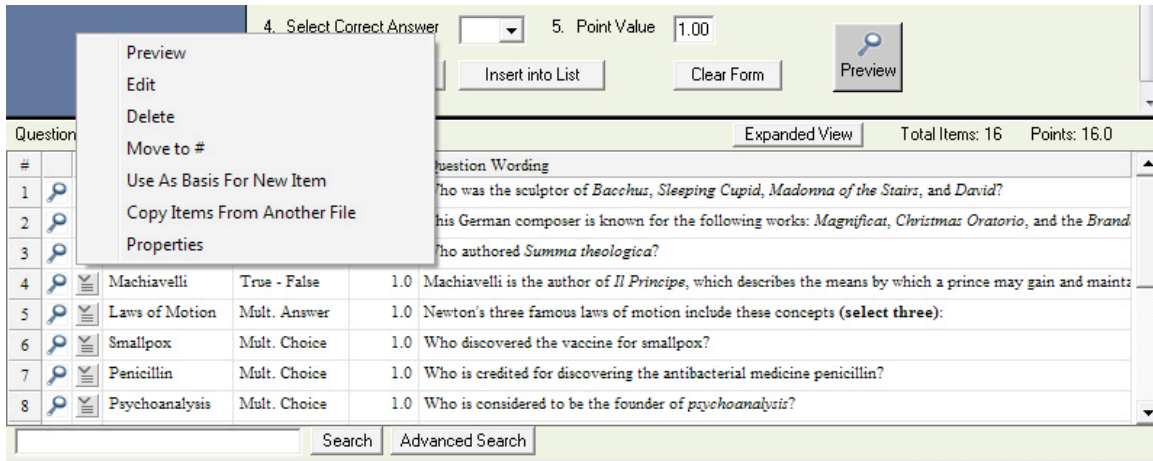 4. Select Correct Answer 5. Point Value 1.00
Insert into List Clear Form Preview
Preview
Edit
Delete
Move to #
Use As Basis For New Item
Copy Items From Another File
Properties
Expanded View Total Items: 16 Points: 16.0
# Wording
1 was the sculptor of Bacchus, Sleeping Cupid, Madonna of the Stairs, and David?
2 German composer is known for the following works: Magnificat, Christmas Oratorio, and the
3 authored Summa theologica?
4 Machiavelli True - False 1.0 Machiavelli is the author of Il Principe, which describes the means by which a prince may gain and
5 Laws of Motion Mult. Answer 1.0 Newton's three famous laws of motion include these concepts (select three):
6 Smallpox Mult. Choice 1.0 Who discovered the vaccine for smallpox?
7 Penicillin Mult. Choice 1.0 Who is credited for discovering the antibacterial medicine penicillin?
8 Psychoanalysis Mult. Choice 1.0 Who is considered to be the founder of psychoanalysis?
Search Advanced Search